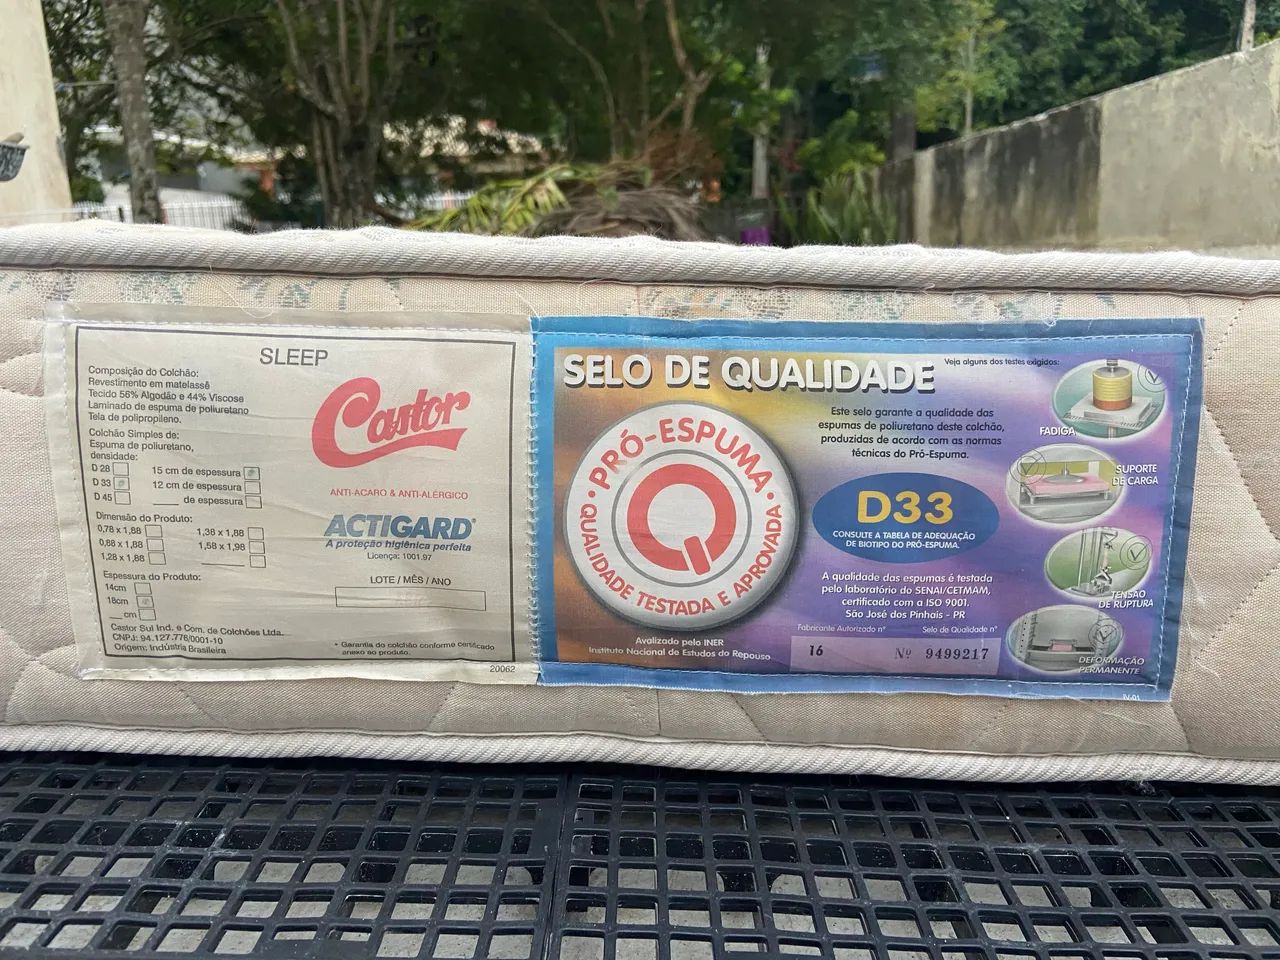 SLEEP
Composição do Colchão:
Revestimento em matelassê
Tecido 56% Algodão e 44% Viscose
Laminado de espuma de poliuretano
Tela de polipropileno.
Colchão Simples de:
Espuma de poliuretano,
densidade:
D 28
D 33
D 45
15 cm de espessura
12 cm de espessura
___ de espessura
Dimensão do Produto:
0,78 x 1,88
0,88 x 1,88
1,28 x 1,88
1,38 x 1,88
1,58 x 1,98
Espessura do Produto:
14cm
18cm
__ cm
Castor Sul Ind. e Com. de Colchões Ltda.
CNPJ: 94.127.776/0001-10
Origem: Indústria Brasileira
Castor
ANTI-ACARO & ANTI-ALÉRGICO
ACTIGARD®
A proteção higiênica perfeita
Licença: 1001.97
LOTE / MÊS / ANO
* Garantia do colchão conforme certificado
anexo ao produto.
20062
SELO DE QUALIDADE
PRÓ-ESPUMA
QUALIDADE TESTADA E APROVADA
Avalizado pelo INER
Instituto Nacional de Estudos do Repouso
Veja alguns dos testes exigidos:
Este selo garante a qualidade das
espumas de poliuretano deste colchão,
produzidas de acordo com as normas
técnicas do Pró-Espuma.
D33
CONSULTE A TABELA DE ADEQUAÇÃO
DE BIOTIPO DO PRÓ-ESPUMA.
A qualidade das espumas é testada
pelo laboratório do SENAI/CETMAM,
certificado com a ISO 9001.
São José dos Pinhais - PR
Fabricante Autorizado nº
16
Selo de Qualidade nº
Nº 9499217
FADIGA
SUPORTE
DE CARGA
TENSÃO
DE RUPTURA
DEFORMAÇÃO
PERMANENTE
IV-01